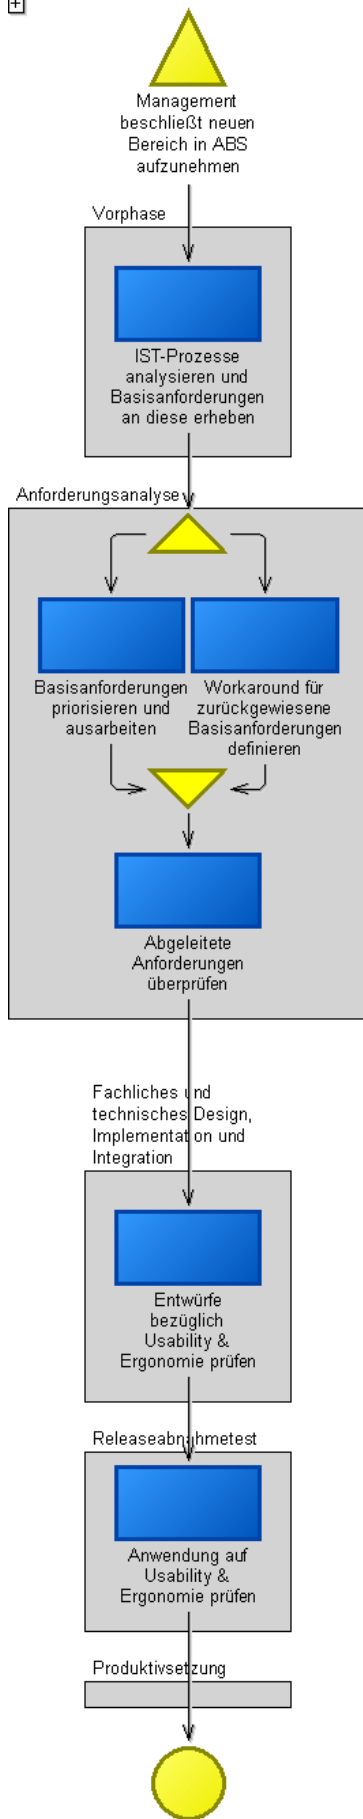 Management
beschließt neuen
Bereich in ABS
aufzunehmen
Vorphase
IST-Prozesse
analysieren und
Basisanforderungen
an diese erheben
Anforderungsanalyse
Basisanforderungen
priorisieren und
ausarbeiten
Workaround für
zurückgewiesene
Basisanforderungen
definieren
Abgeleitete
Anforderungen
überprüfen
Fachliches und
technisches Design,
Implementation und
Integration
Entwürfe
bezüglich
Usability &
Ergonomie prüfen
Releaseabnahmetest
Anwendung auf
Usability &
Ergonomie prüfen
Produktivsetzung